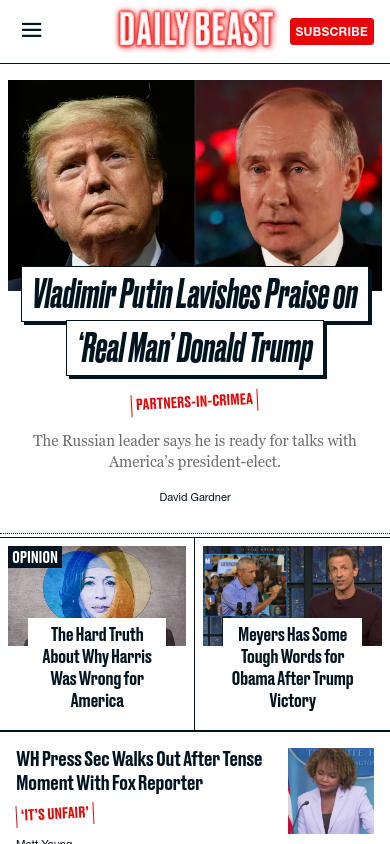 DAILY BEAST
SUBSCRIBE
Vladimir Putin Lavishes Praise on
‘Real Man’ Donald Trump
PARTNERS-IN-CRIMEA
The Russian leader says he is ready for talks with
America’s president-elect.
David Gardner
OPINION
The Hard Truth
About Why Harris
Was Wrong for
America
Meyers Has Some
Tough Words for
Obama After Trump
Victory
WH Press Sec Walks Out After Tense
Moment With Fox Reporter
‘IT’S UNFAIR’
Matt Young